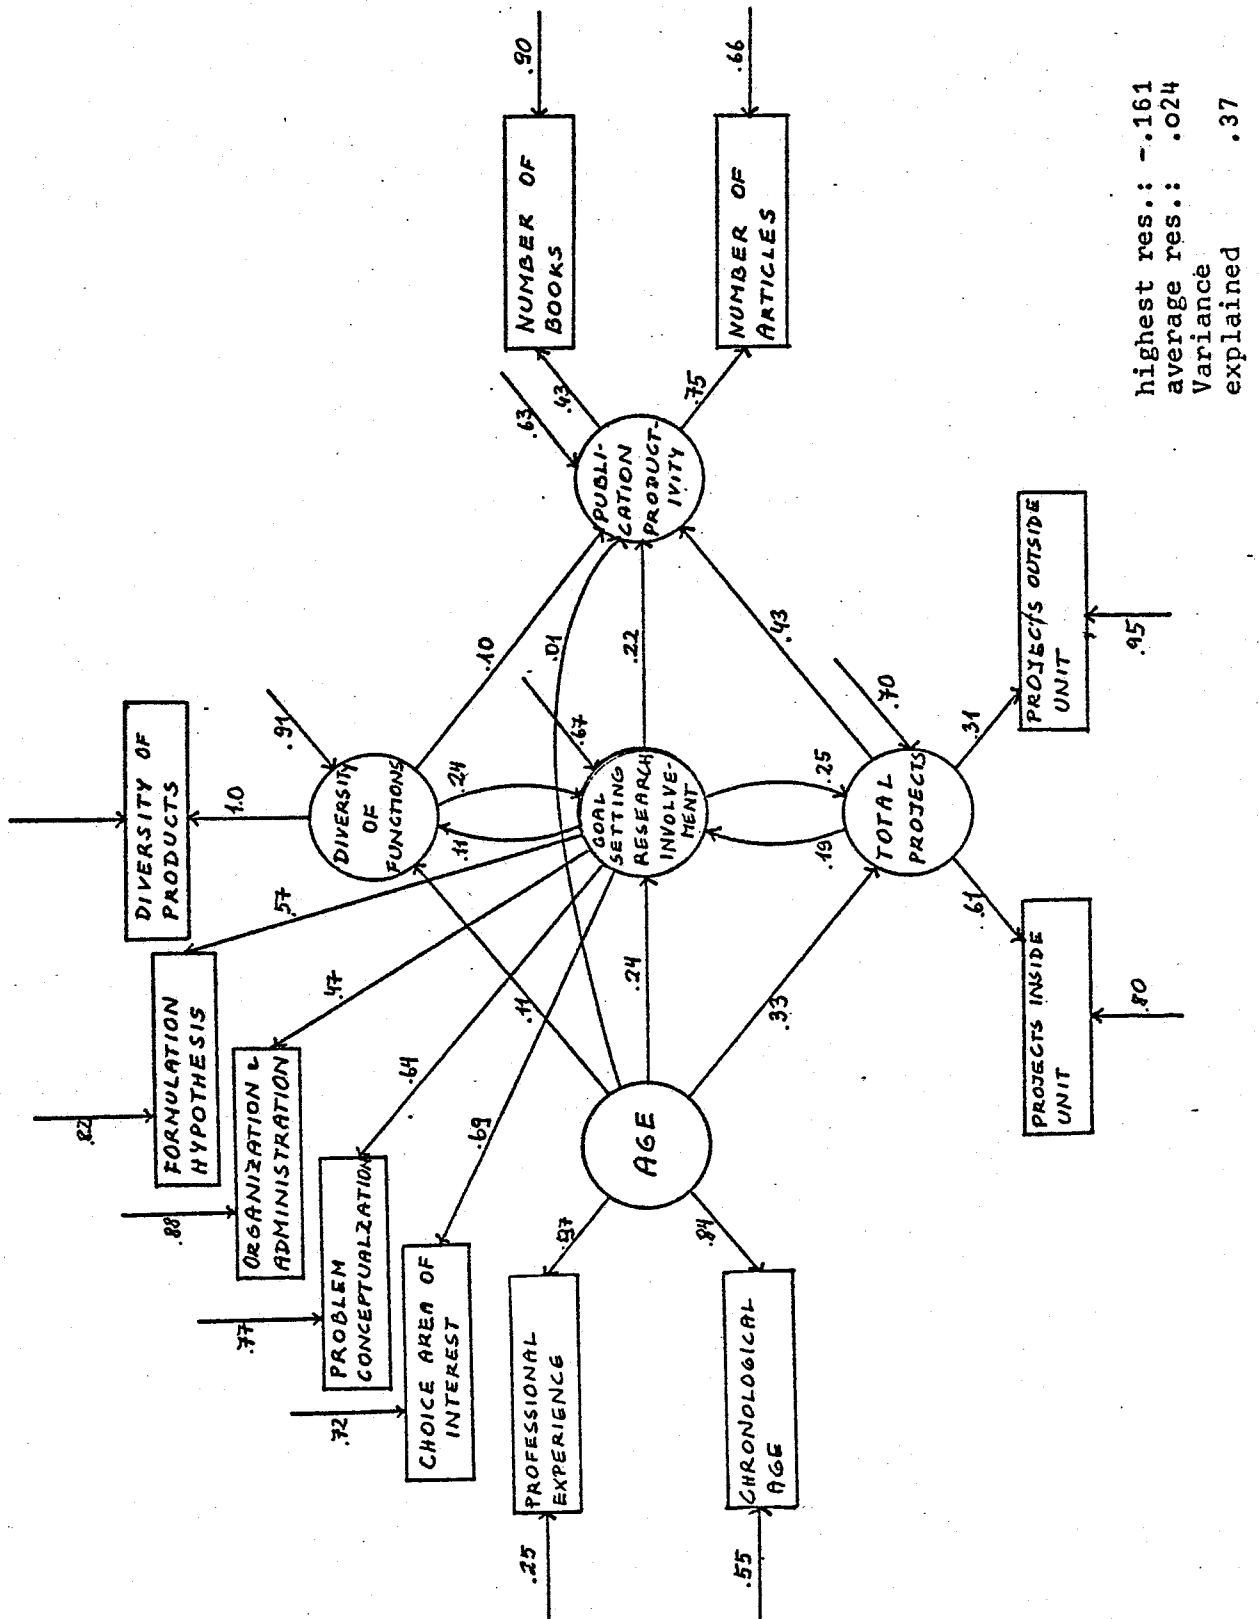 DIVERSITY OF
PRODUCTS
1.0
FORMULATION
HYPOTHESIS
.82
.57
ORGANIZATION &
ADMINISTRATION
.88
.47
PROBLEM
CONCEPTUALIZATION
.77
.64
CHOICE AREA OF
INTEREST
.72
.69
PROFESSIONAL
EXPERIENCE
.25
CHRONOLOGICAL
AGE
.55
.84
AGE
.11
.24
.33
.01
DIVERSITY
OF
FUNCTIONS
.91
.24
.11
.10
GOAL
SETTING
RESEARCH
INVOLVE-
MENT
.67
.22
.25
.19
TOTAL
PROJECTS
.70
.43
.61
.31
PROJECTS INSIDE
UNIT
.80
PROJECTS OUTSIDE
UNIT
.95
PUBLI-
CATION
PRODUCT-
IVITY
.63
.43
.75
NUMBER OF
BOOKS
.90
NUMBER OF
ARTICLES
.66
highest res.: -.161
average res.: .024
Variance
explained .37